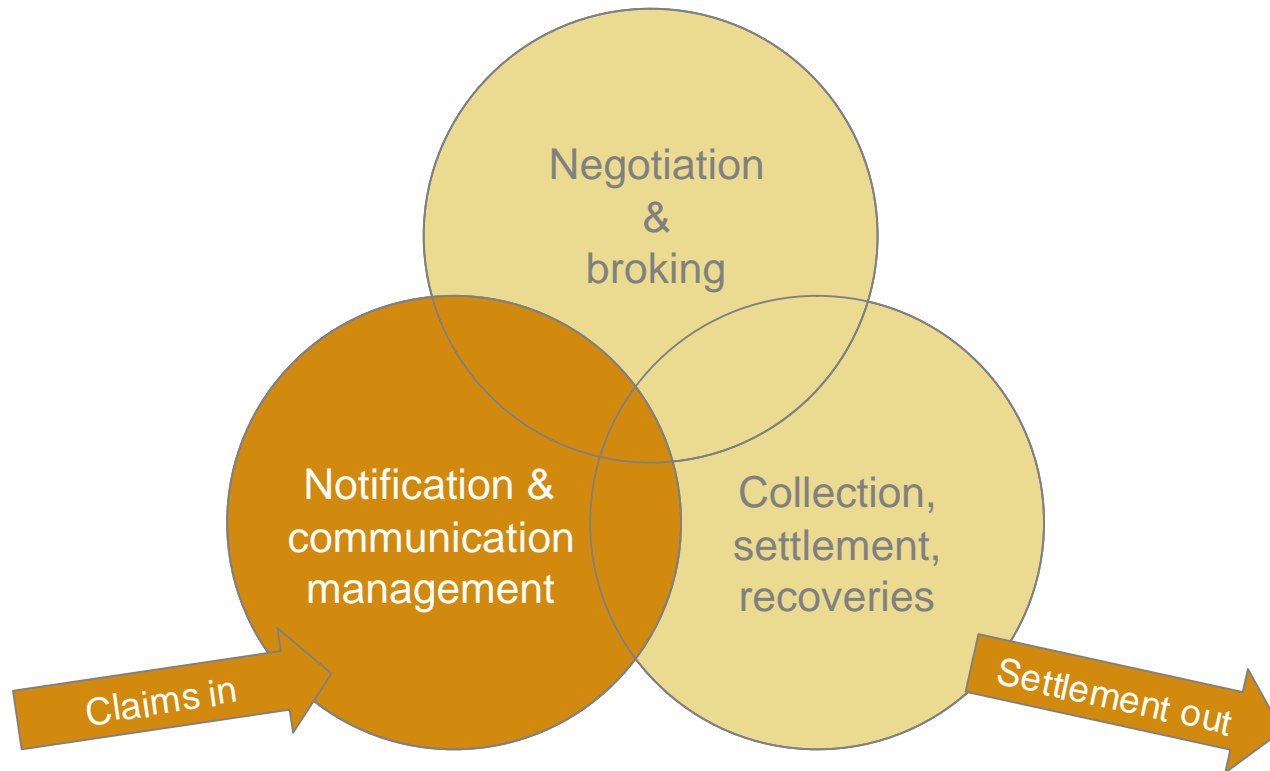 Negotiation
&
broking
Notification &
communication
management
Collection,
settlement,
recoveries
Claims in
Settlement out